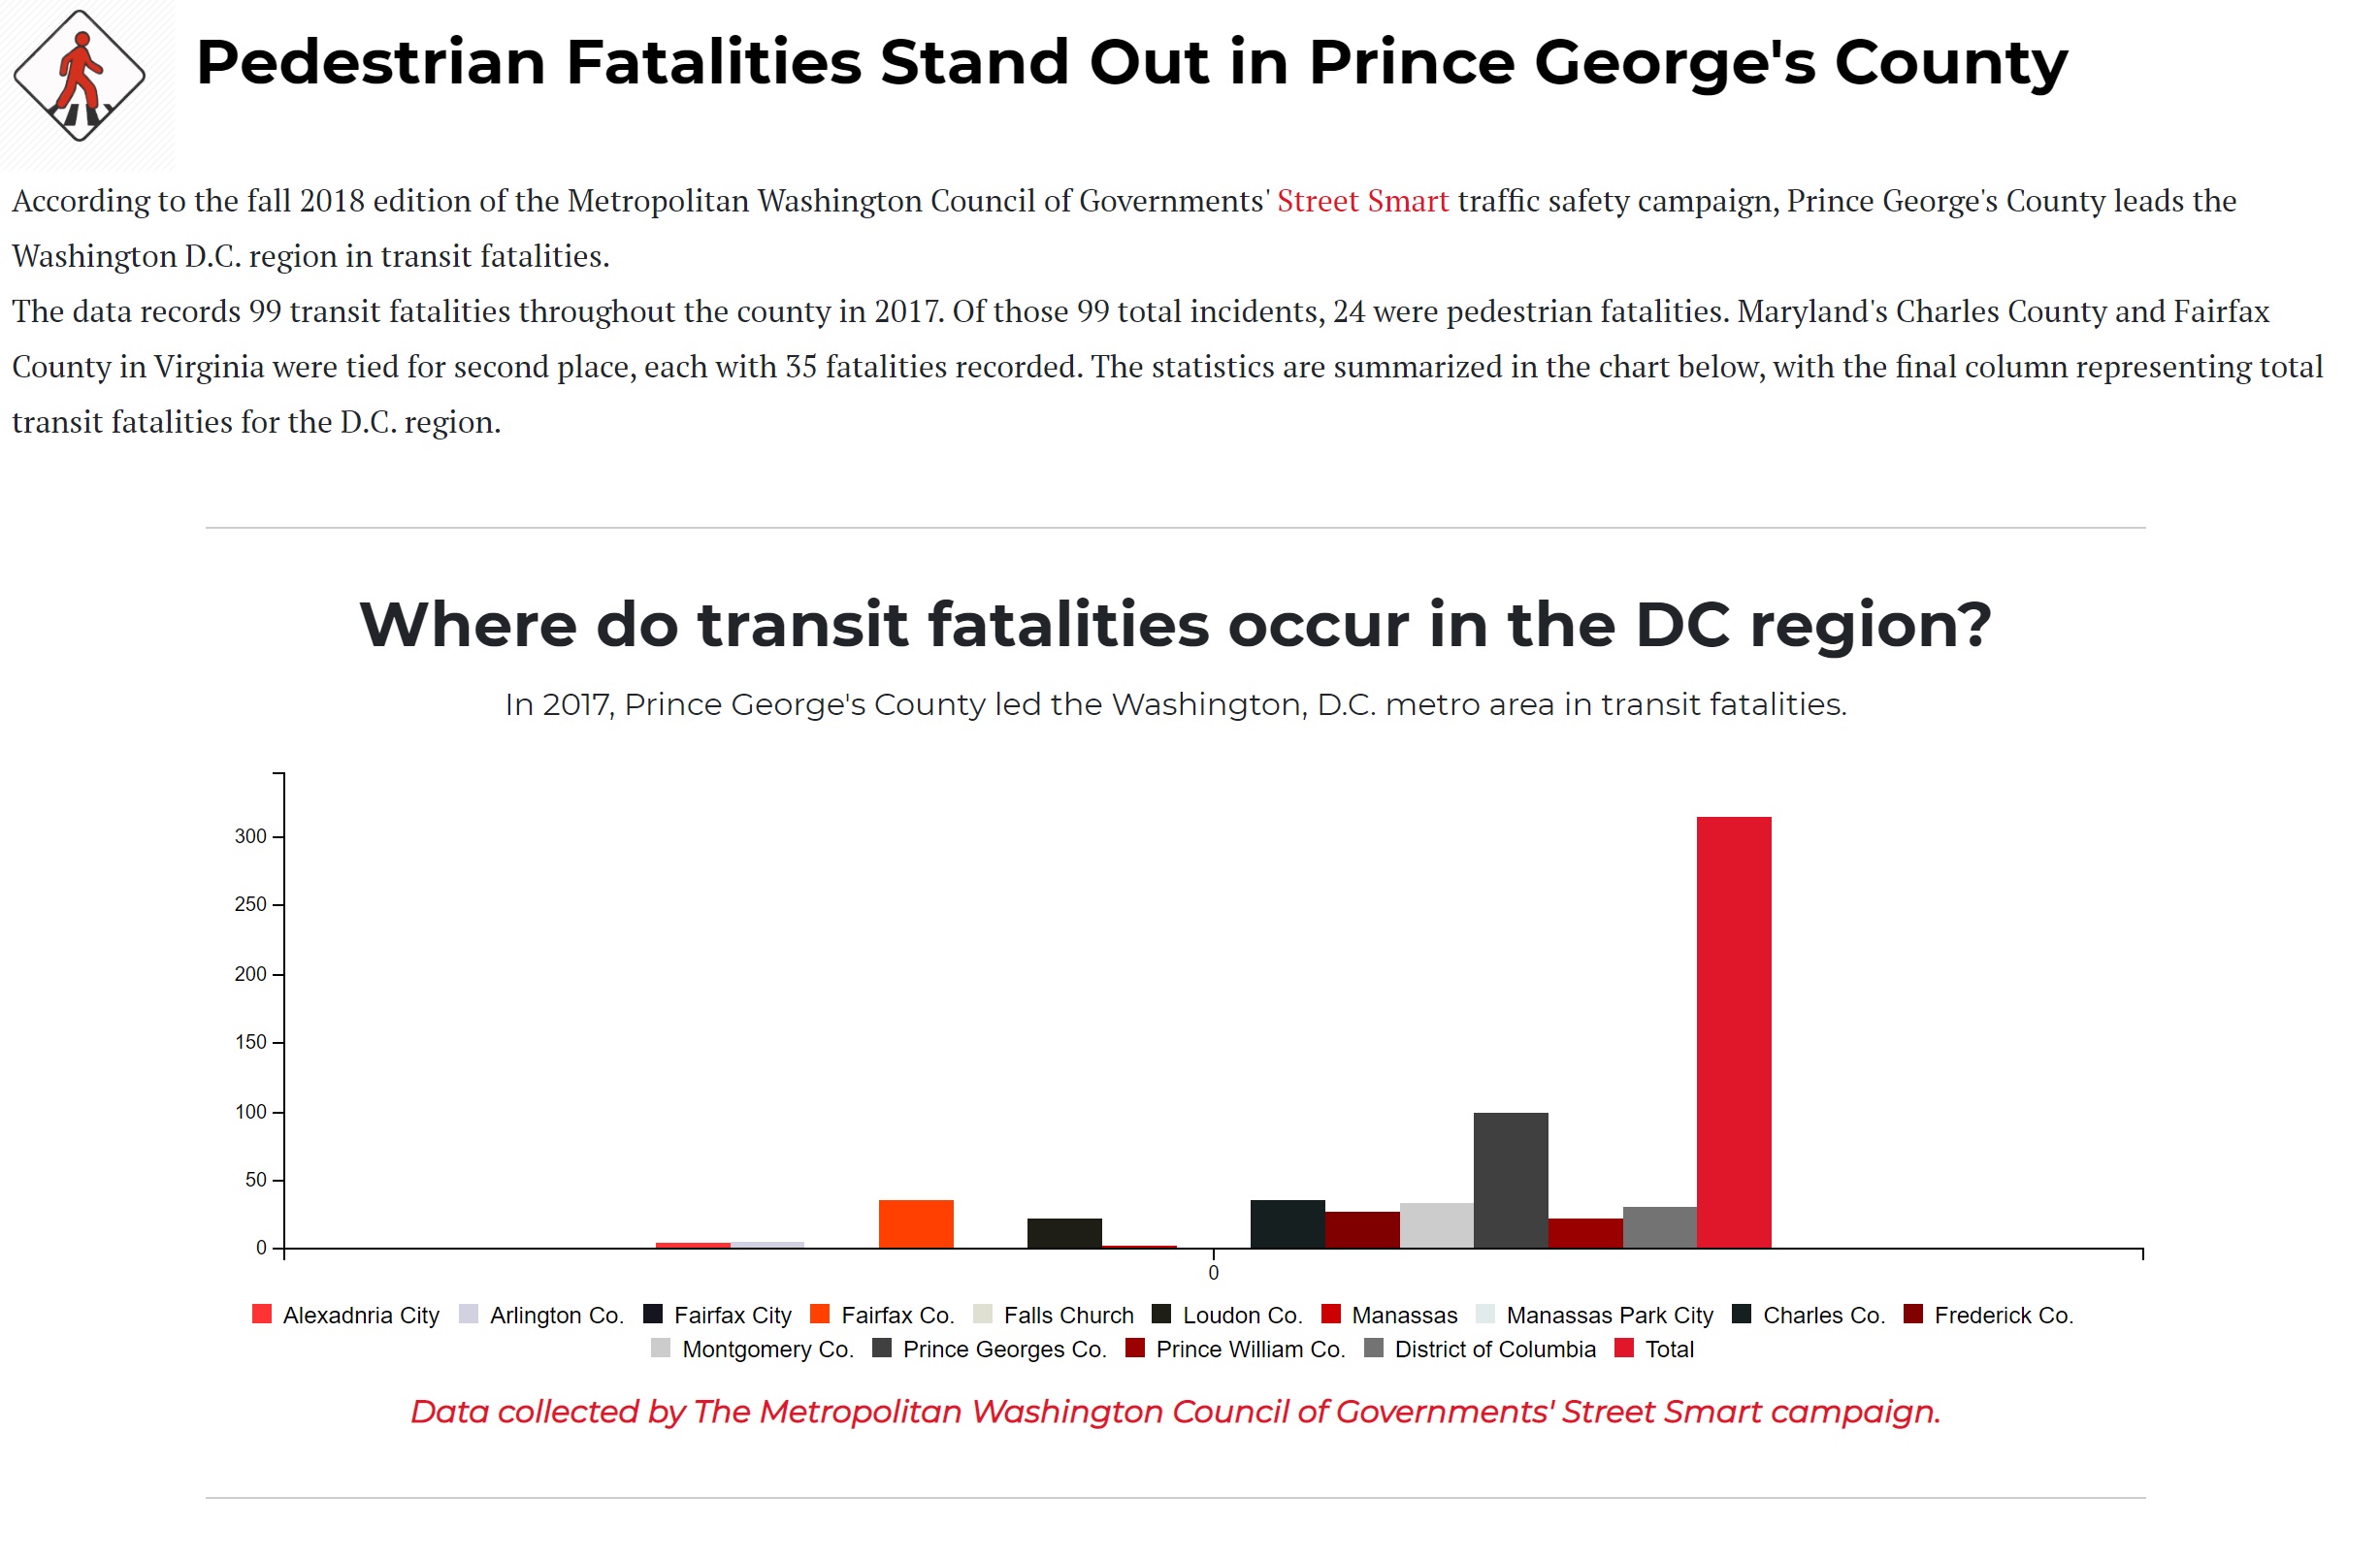 Pedestrian Fatalities Stand Out in Prince George's County
According to the fall 2018 edition of the Metropolitan Washington Council of Governments' Street Smart traffic safety campaign, Prince George's County leads the
Washington D.C. region in transit fatalities.
The data records 99 transit fatalities throughout the county in 2017. Of those 99 total incidents, 24 were pedestrian fatalities. Maryland's Charles County and Fairfax
County in Virginia were tied for second place, each with 35 fatalities recorded. The statistics are summarized in the chart below, with the final column representing total
transit fatalities for the D.C. region.
Where do transit fatalities occur in the DC region?
In 2017, Prince George's County led the Washington, D.C. metro area in transit fatalities.
300
250
200
150
100
50
0
0
Alexadnria City Arlington Co. Fairfax City Fairfax Co. Falls Church Loudon Co. Manassas Manassas Park City Charles Co. Frederick Co.
Montgomery Co. Prince Georges Co. Prince William Co. District of Columbia Total
Data collected by The Metropolitan Washington Council of Governments' Street Smart campaign.